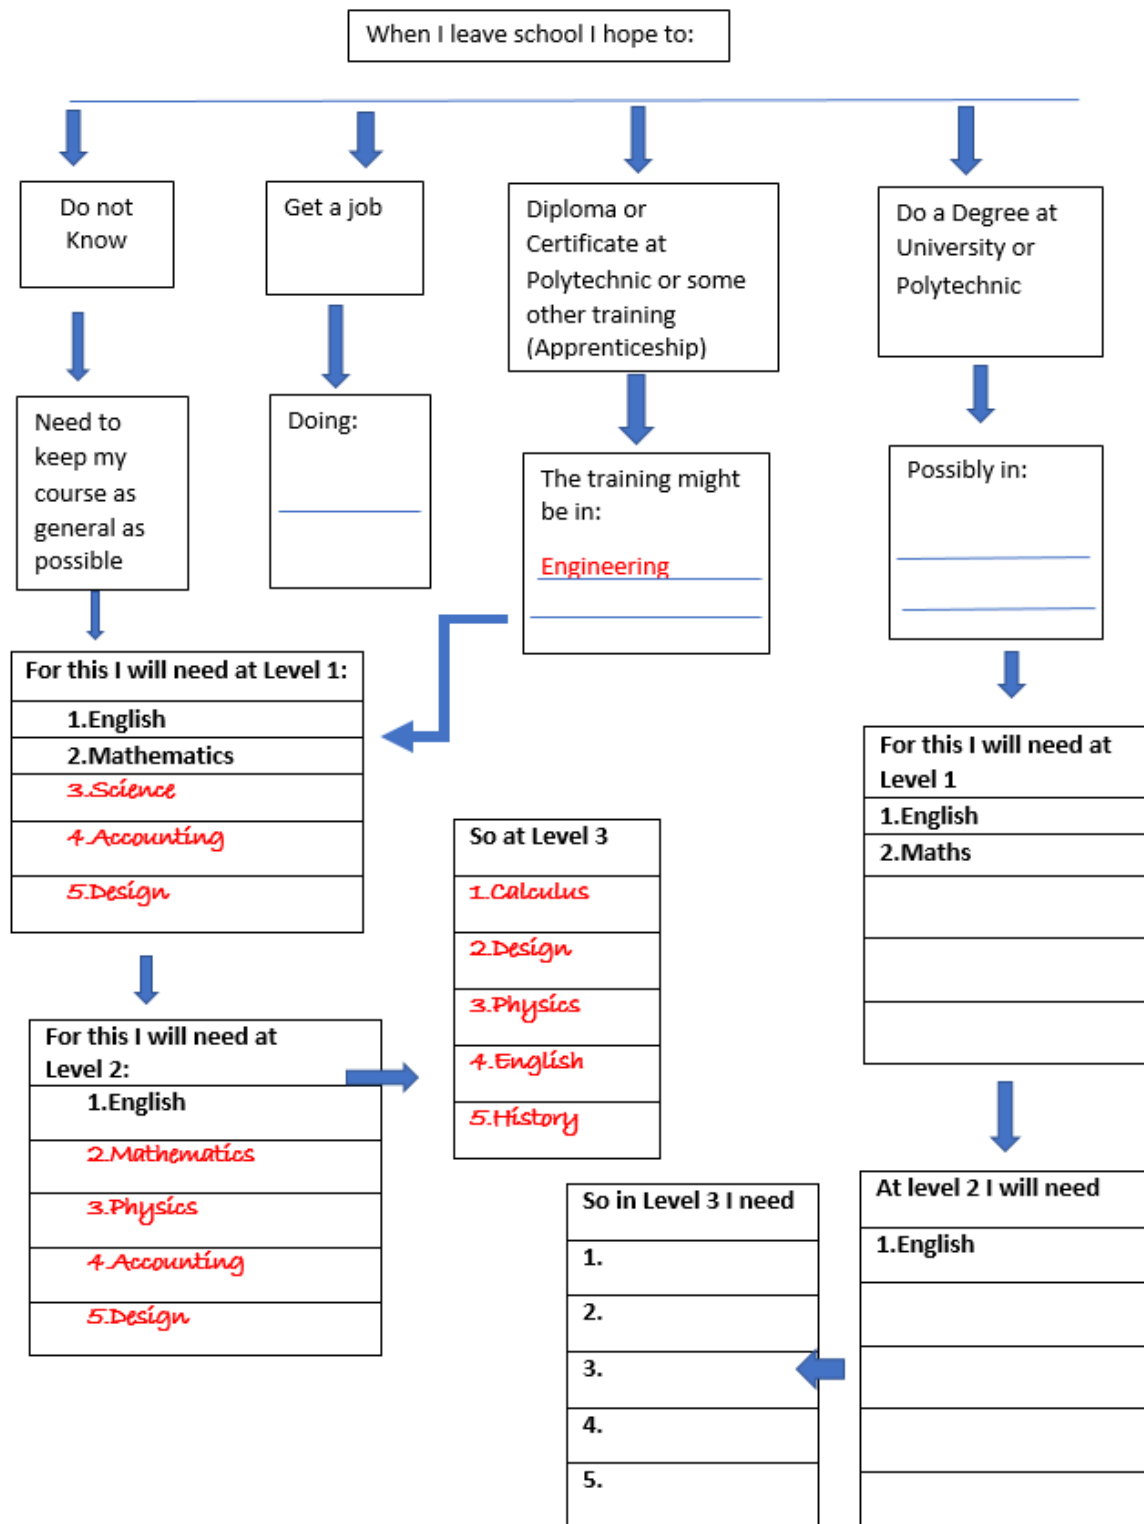 When I leave school I hope to:
Do not
Know
Get a job
Diploma or
Certificate at
Polytechnic or some
other training
(Apprenticeship)
Do a Degree at
University or
Polytechnic
Need to
keep my
course as
general as
possible
Doing:
The training might
be in:
Engineering
Possibly in:
For this I will need at Level 1:
1.English
2.Mathematics
3.Science
4.Accounting
5.Design
For this I will need at
Level 2:
1.English
2.Mathematics
3.Physics
4.Accounting
5.Design
So at Level 3
1.Calculus
2.Design
3.Physics
4.English
5.History
For this I will need at
Level 1
1.English
2.Maths
At level 2 I will need
1.English
So in Level 3 I need
1.
2.
3.
4.
5.